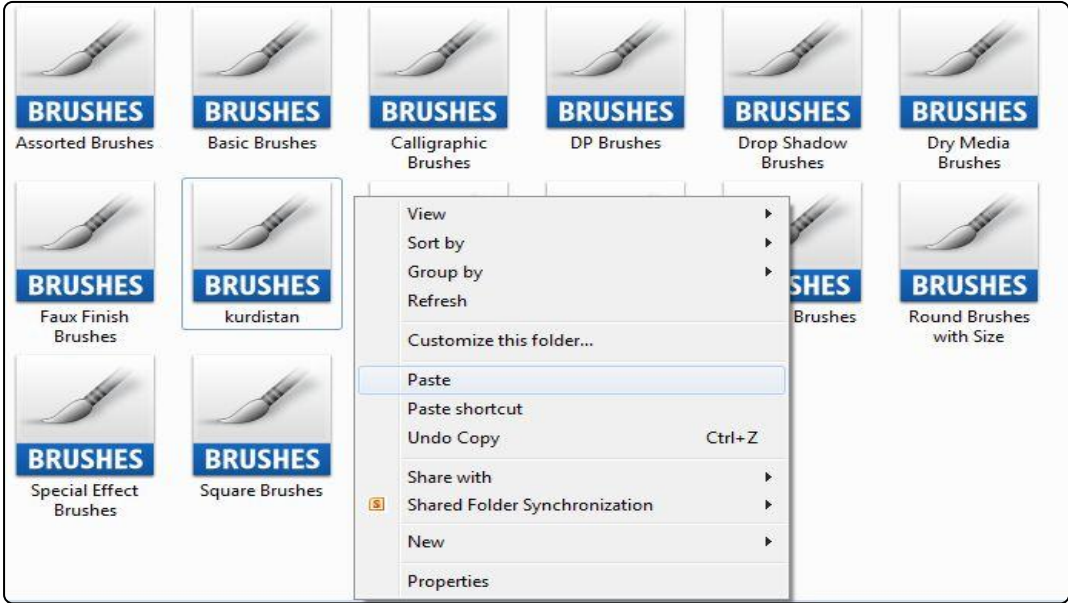 BRUSHES BRUSHES BRUSHES BRUSHES BRUSHES BRUSHES
Assorted Brushes Basic Brushes Calligraphic Brushes DP Brushes Drop Shadow Brushes Dry Media Brushes
BRUSHES BRUSHES SHES BRUSHES
Faux Finish Brushes kurdistan Brushes Round Brushes with Size
BRUSHES BRUSHES
Special Effect Brushes Square Brushes
View
Sort by
Group by
Refresh
Customize this folder...
Paste
Paste shortcut
Undo Copy Ctrl+Z
Share with
S Shared Folder Synchronization
New
Properties